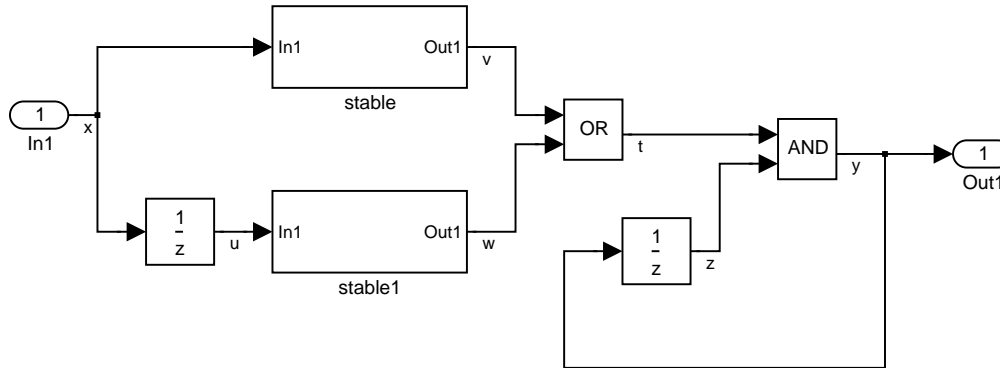 In1
Out1
v
stable
1
x
In1
OR
t
AND
y
1
Out1
1
z
u
In1
Out1
w
stable1
1
z
z